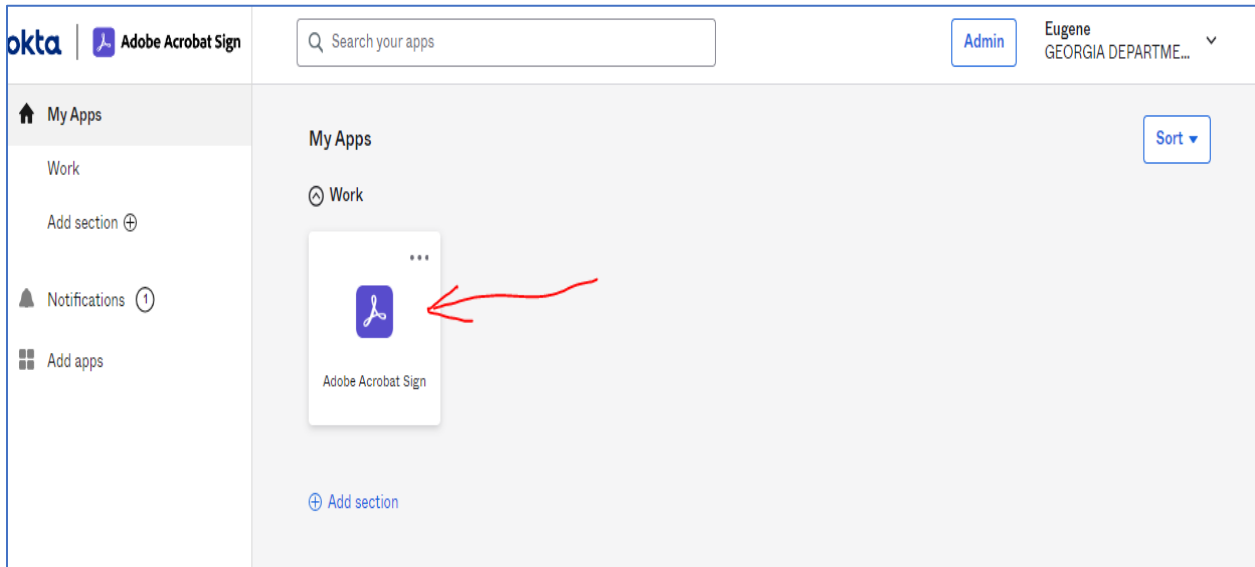 okta
Adobe Acrobat Sign
Search your apps
Admin
Eugene
GEORGIA DEPARTME...
My Apps
Work
Add section
Notifications 1
Add apps
My Apps
Sort
Work
Adobe Acrobat Sign
Add section